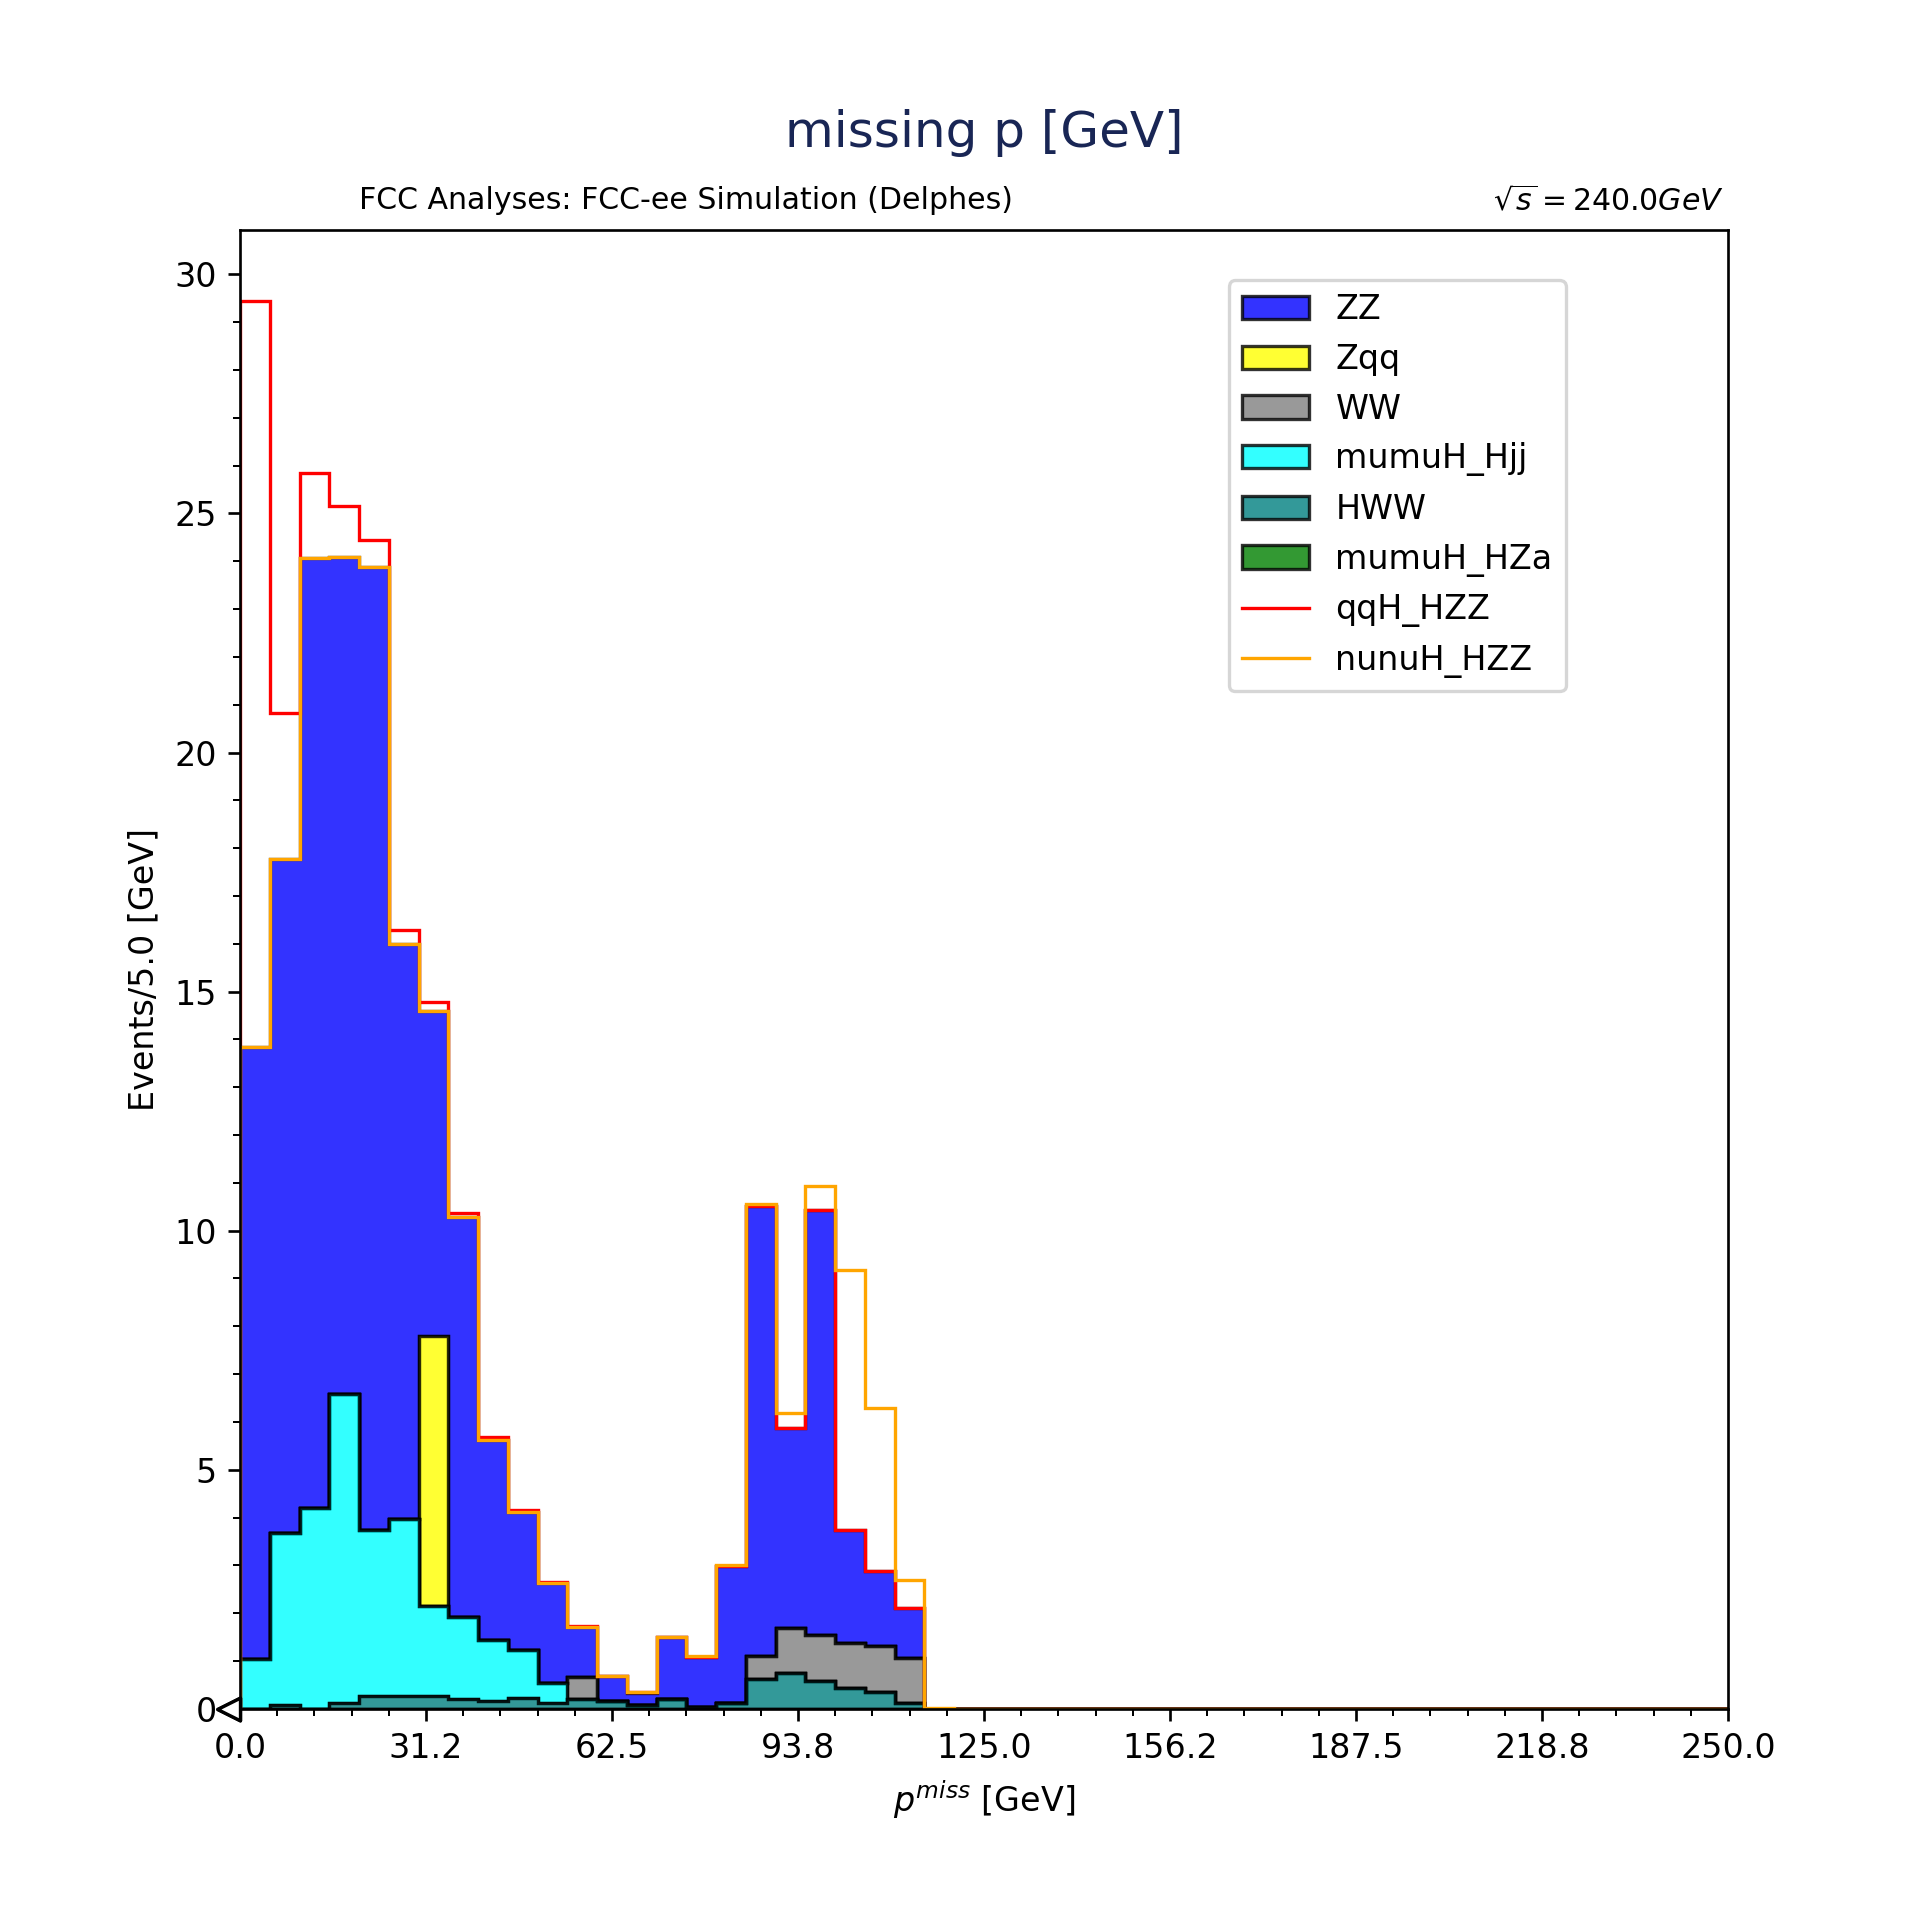 missing p [GeV]
FCC Analyses: FCC-ee Simulation (Delphes)
√s = 240.0GeV
30
25
20
15
10
5
0
Events/5.0 [GeV]
ZZ
Zqq
WW
mumuH_Hjj
HWW
mumuH_HZa
qqH_HZZ
nunuH_HZZ
0.0 31.2 62.5 93.8 125.0 156.2 187.5 218.8 250.0
p^miss [GeV]